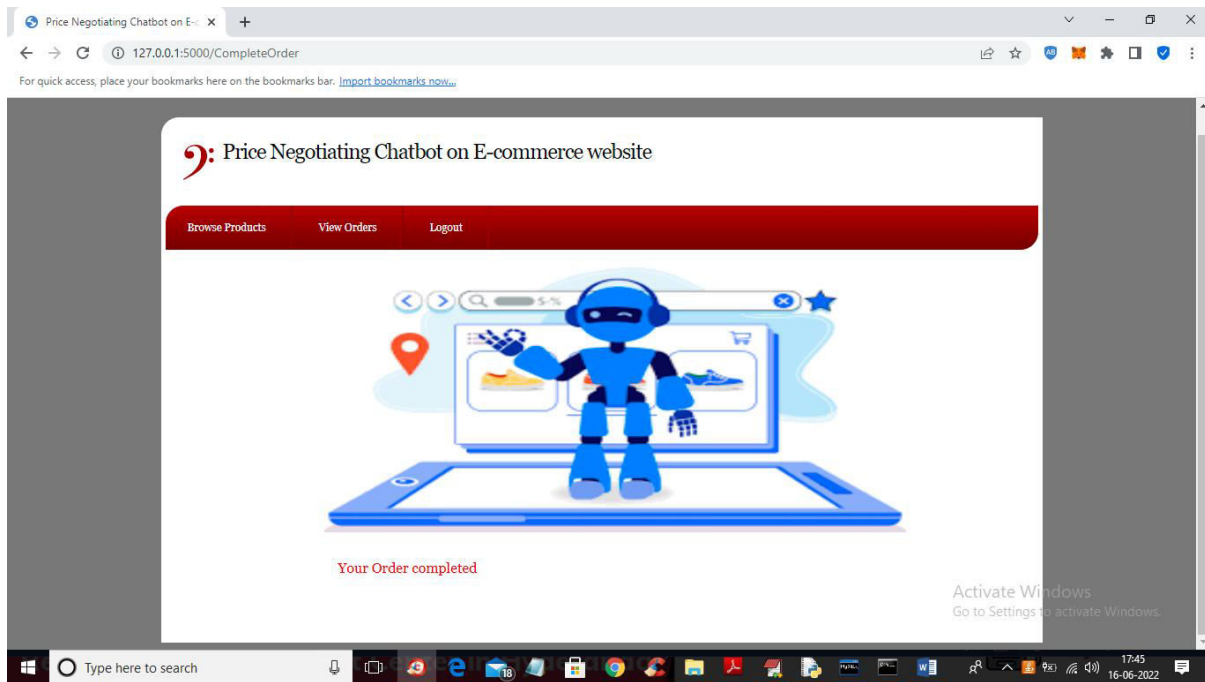 Price Negotiating Chatbot on E-c
127.0.0.1:5000/CompleteOrder
For quick access, place your bookmarks here on the bookmarks bar. Import bookmarks now...
Price Negotiating Chatbot on E-commerce website
Browse Products View Orders Logout
$-%
Your Order completed
Activate Windows
Go to Settings to activate Windows.
Type here to search
18
17:45
16-06-2022